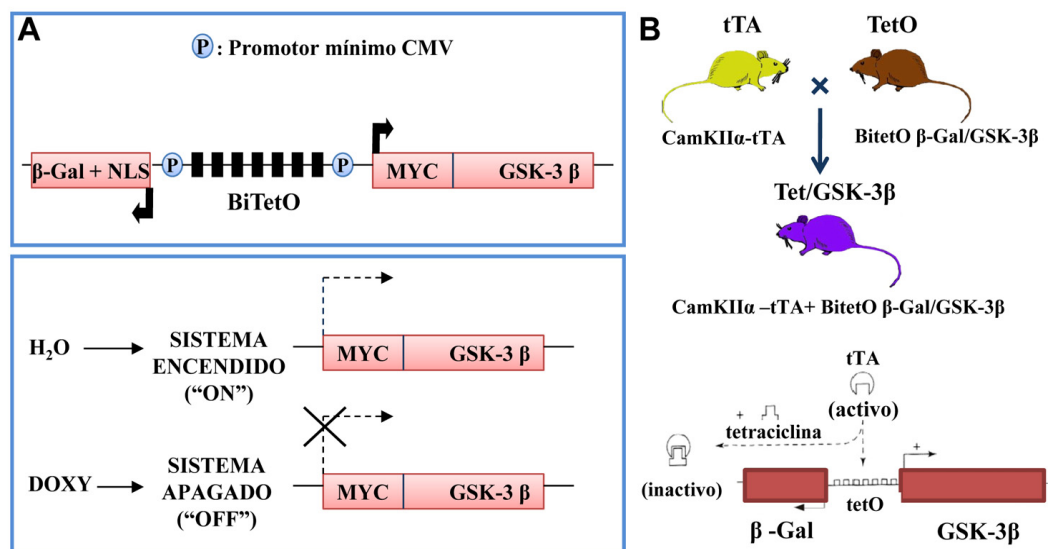 A
P : Promotor mínimo CMV
β-Gal + NLS
P
P
MYC
GSK-3 β
BiTetO
H₂O
SISTEMA
ENCENDIDO
(“ON”)
MYC
GSK-3 β
DOXY
SISTEMA
APAGADO
(“OFF”)
MYC
GSK-3 β
B
tTA
TetO
×
CamKIIα-tTA
BitetO β-Gal/GSK-3β
Tet/GSK-3β
CamKIIα –tTA+ BitetO β-Gal/GSK-3β
tTA
(activo)
+
tetraciclina
(inactivo)
+
tetO
β -Gal
GSK-3β